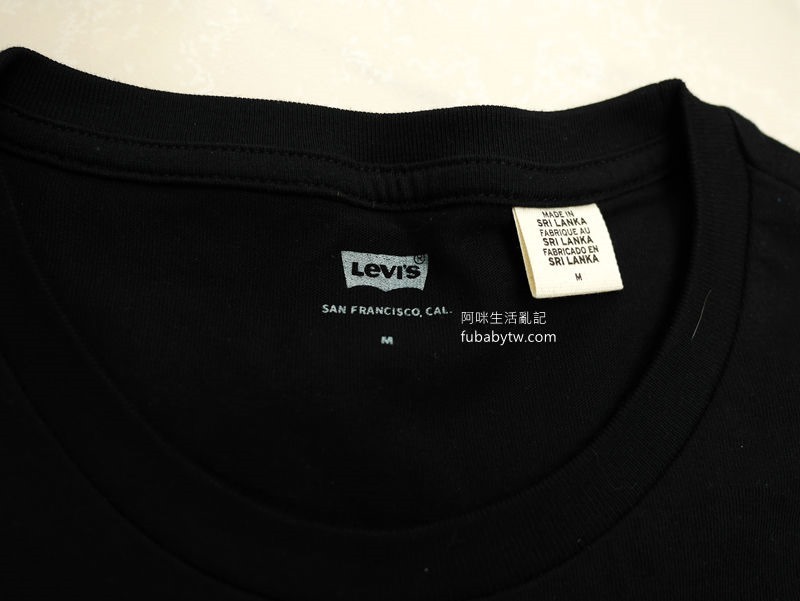 MADE IN
SRI LANKA
FABRIQUE AU
SRI LANKA
FABRICADO EN
SRI LANKA
M
LEVI'S®
SAN FRANCISCO, CAL.
M
阿咪生活亂記
fubabytw.com